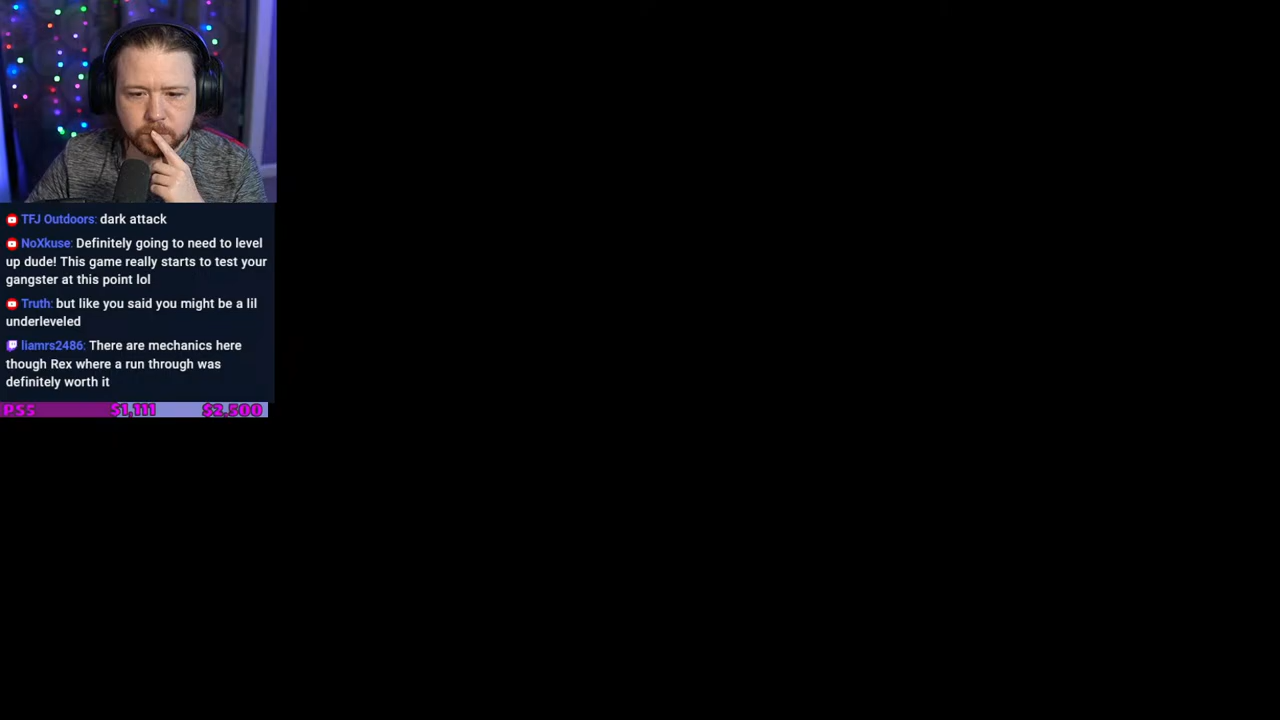 TFJ Outdoors: dark attack
NoXkuse: Definitely going to need to level
up dude! This game really starts to test your
gangster at this point lol
Truth: but like you said you might be a lil
underleveled
liamrs2486: There are mechanics here
though Rex where a run through was
definitely worth it
PS5 $1,111 $2,500